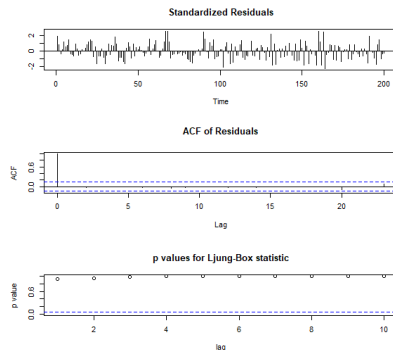 Standardized Residuals
-2 0 2
0 50 100 150 200
Time
ACF of Residuals
ACF
0.0 0.6
0 5 10 15 20
Lag
p values for Ljung-Box statistic
p value
0.0 0.6
2 4 6 8 10
lag